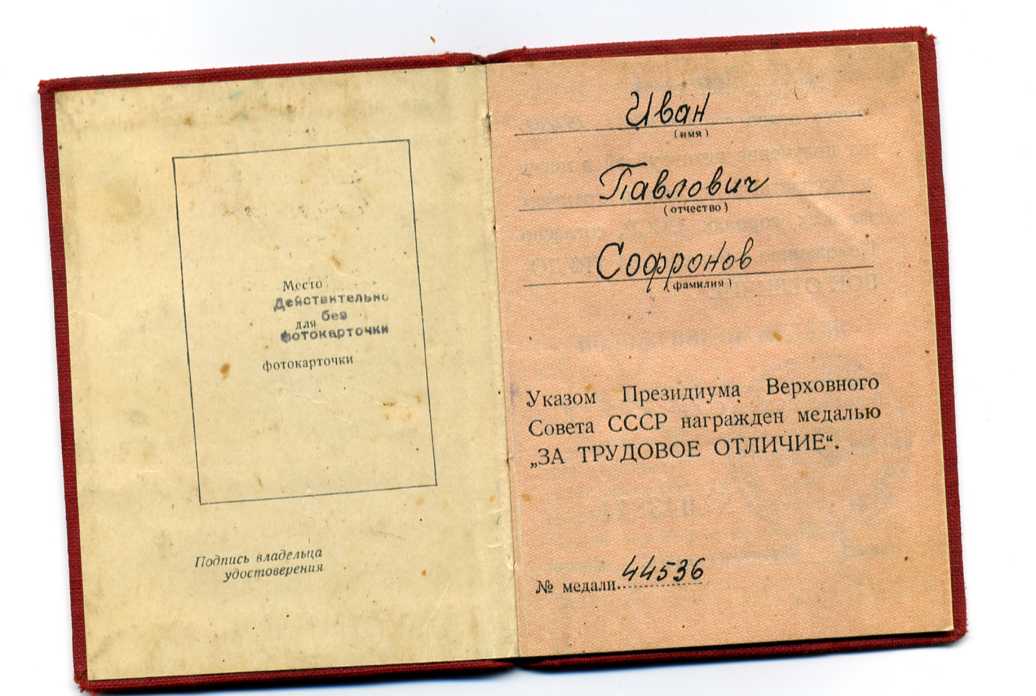 Место
Действительно
без
для
фотокарточки
фотокарточки
Подпись владельца
удостоверения
Иван
(имя)
Павлович
(отчество)
Софронов
(фамилия)
Указом Президиума Верховного
Совета СССР награжден медалью
„ЗА ТРУДОВОЕ ОТЛИЧИЕ“.
№ медали 44536